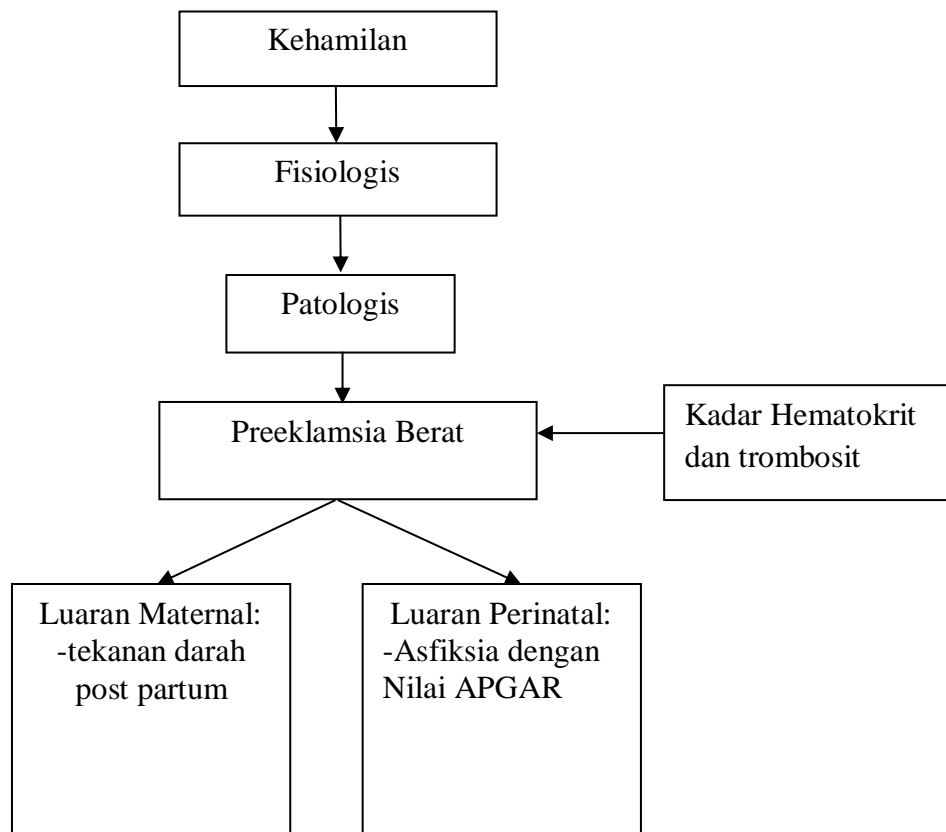 Kehamilan
Fisiologis
Patologis
Preeklamsia Berat
Kadar Hematokrit
dan trombosit
Luaran Maternal:
-tekanan darah
post partum
Luaran Perinatal:
-Asfiksia dengan
Nilai APGAR